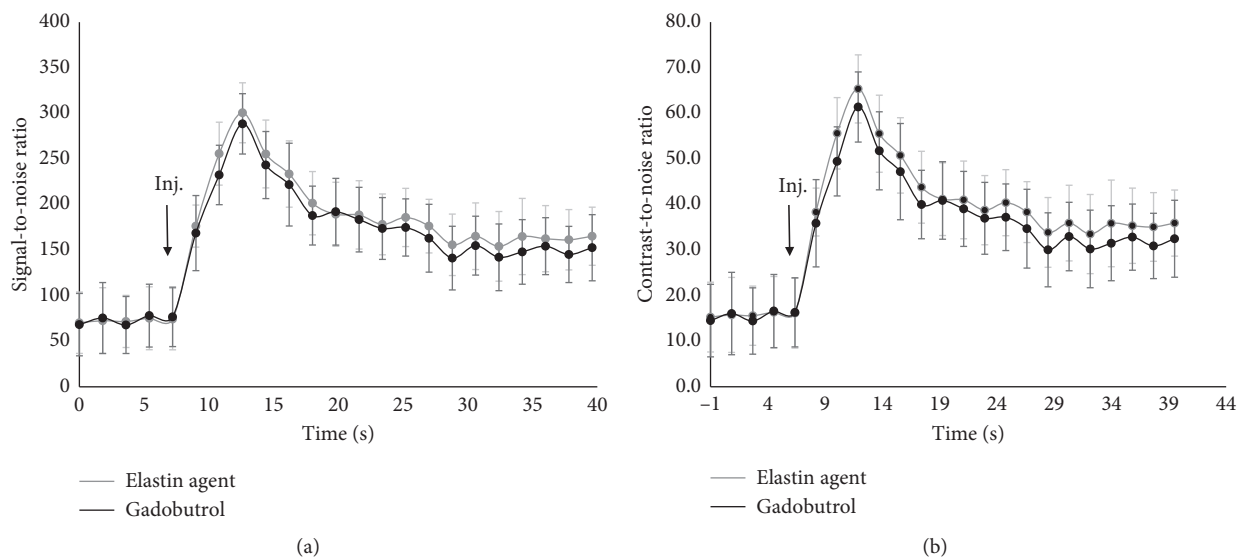 400
350
300
250
200
150
100
50
0
Signal-to-noise ratio
Inj.
0 5 10 15 20 25 30 35 40
Time (s)
Elastin agent
Gadobutrol
(a)
80.0
70.0
60.0
50.0
40.0
30.0
20.0
10.0
0.0
Contrast-to-noise ratio
Inj.
–1 4 9 14 19 24 29 34 39 44
Time (s)
Elastin agent
Gadobutrol
(b)